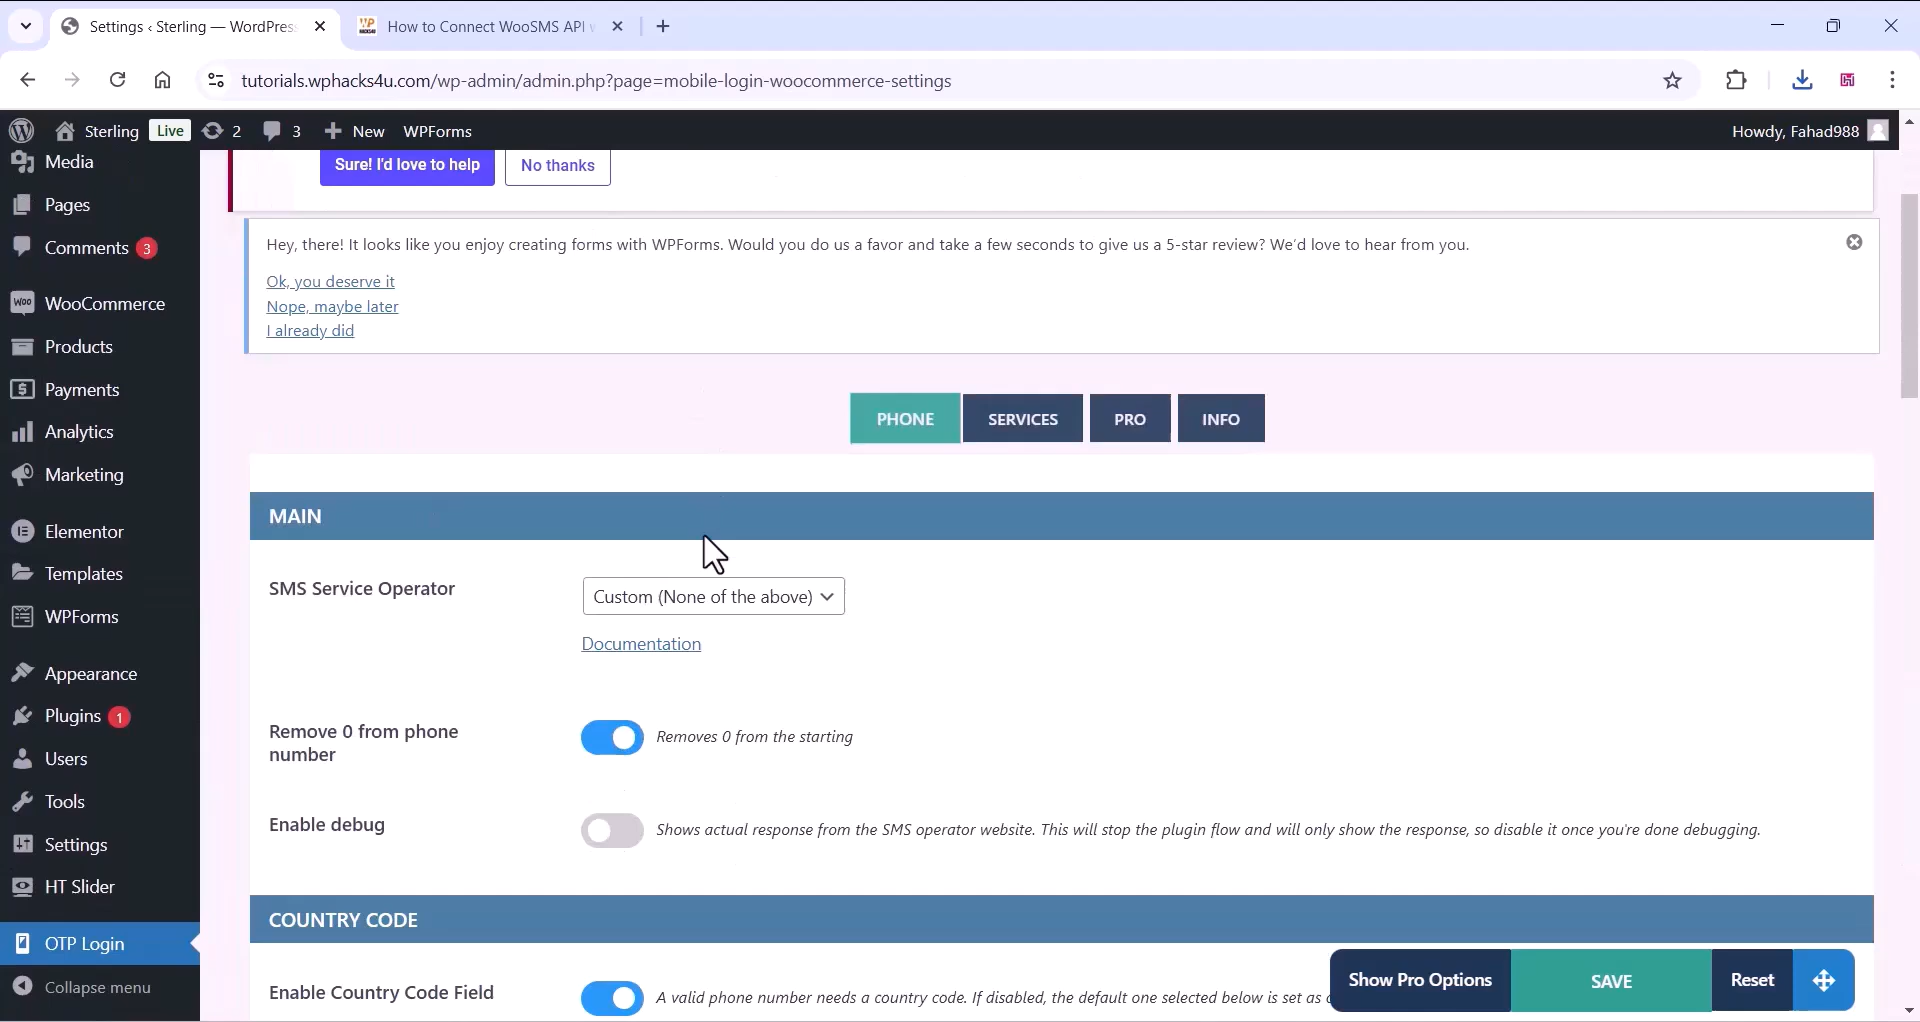 Settings ‹ Sterling — WordPres
How to Connect WooSMS API
tutorials.wphacks4u.com/wp-admin/admin.php?page=mobile-login-woocommerce-settings
Sterling Live 2 3 New WPForms Howdy, Fahad988
Media
Pages
Comments 3
WooCommerce
Products
Payments
Analytics
Marketing
Elementor
Templates
WPForms
Appearance
Plugins 1
Users
Tools
Settings
HT Slider
OTP Login
Collapse menu
Sure! I'd love to help No thanks
Hey, there! It looks like you enjoy creating forms with WPForms. Would you do us a favor and take a few seconds to give us a 5-star review? We'd love to hear from you.
Ok, you deserve it
Nope, maybe later
I already did
PHONE SERVICES PRO INFO
MAIN
SMS Service Operator Custom (None of the above)
Documentation
Remove 0 from phone
number
Removes 0 from the starting
Enable debug Shows actual response from the SMS operator website. This will stop the plugin flow and will only show the response, so disable it once you're done debugging.
COUNTRY CODE
Enable Country Code Field A valid phone number needs a country code. If disabled, the default one selected below is set as
Show Pro Options SAVE Reset